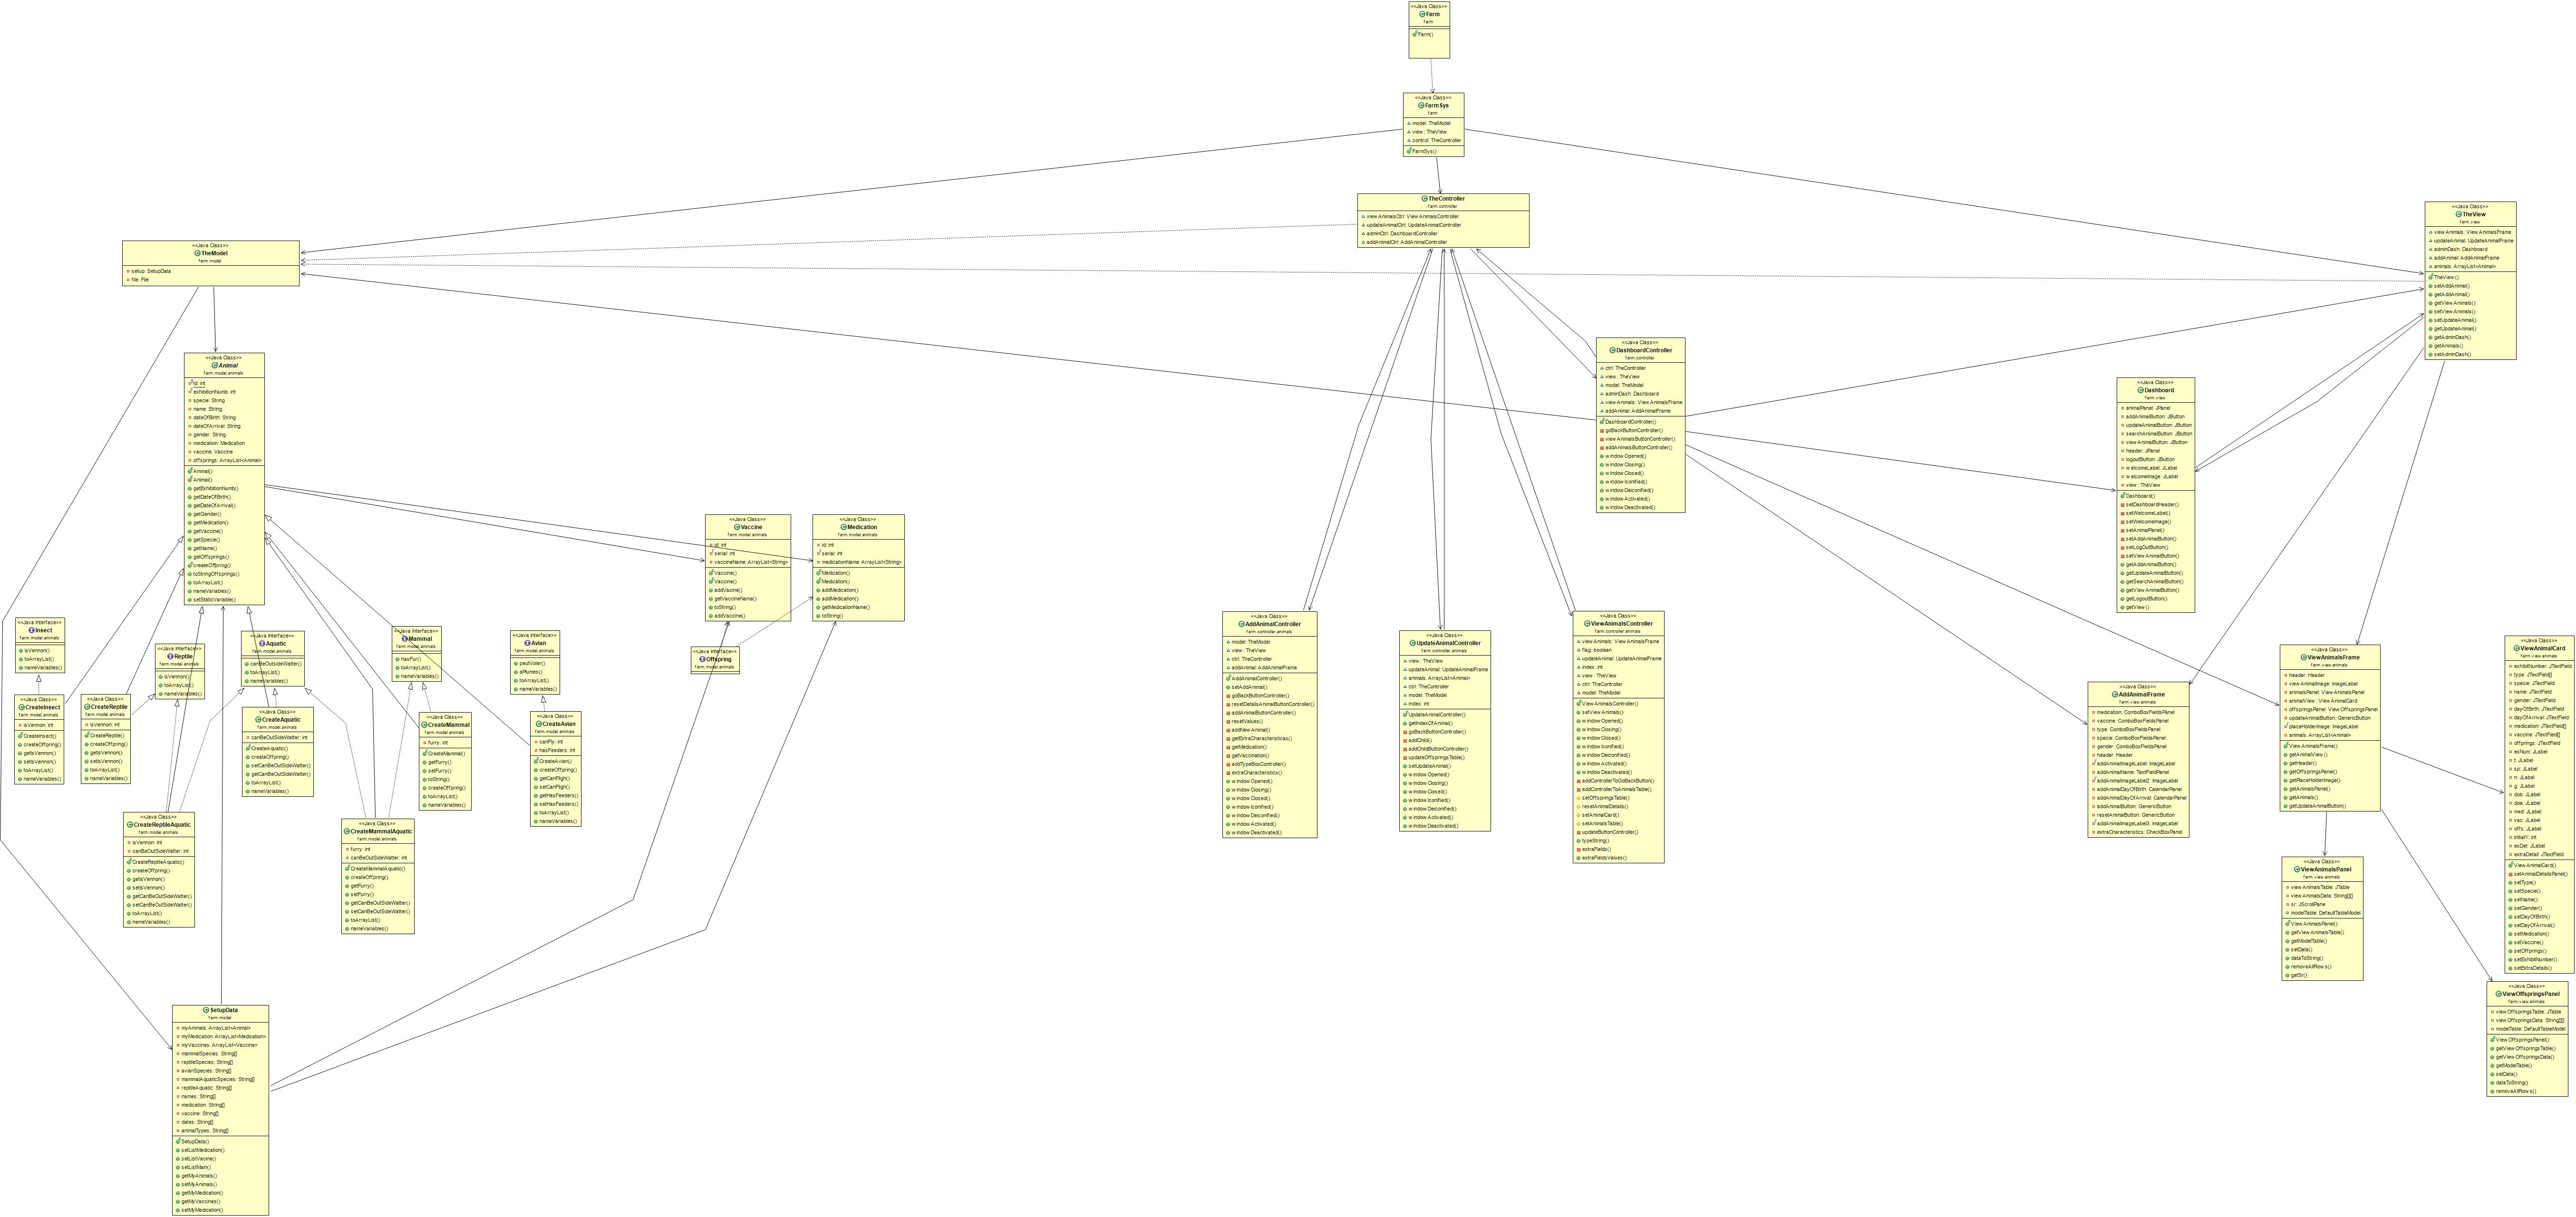 <<Java Class>>
Farm
farm
Farm()
<<Java Class>>
FarmSys
farm
model: TheModel
view: TheView
control: TheController
FarmSys()
TheController
farm.controller
viewAnimalsCtrl: ViewAnimalsController
updateAnimalCtrl: UpdateAnimalController
adminCtrl: DashboardController
addAnimalCtrl: AddAnimalController
<<Java Class>>
TheView
farm.view
viewAnimals: ViewAnimalsFrame
updateAnimal: UpdateAnimalFrame
adminDash: Dashboard
addAnimal: AddAnimalFrame
animals: ArrayList<Animal>
TheView()
setAddAnimal()
getAddAnimal()
getViewAnimals()
setViewAnimals()
setUpdateAnimal()
getUpdateAnimal()
getAdminDash()
getAnimals()
setAdminDash()
<<Java Class>>
TheModel
farm.model
setup: SetupData
file: File
<<Java Class>>
Animal
farm.model.animals
id: int
exhibitionNumb: int
specie: String
name: String
dateOfBirth: String
dateOfArrival: String
gender: String
medication: Medication
vaccine: Vaccine
offsprings: ArrayList<Animal>
Animal()
Animal()
getExhibitionNumb()
getDateOfBirth()
getDateOfArrival()
getGender()
getMedication()
getVaccine()
getSpecie()
getName()
getOffsprings()
createOffpring()
toStringOffsprings()
toArrayList()
nameVariables()
setStaticVariable()
<<Java Class>>
DashboardController
farm.controller
ctrl: TheController
view: TheView
model: TheModel
adminDash: Dashboard
viewAnimals: ViewAnimalsFrame
addAnimal: AddAnimalFrame
DashboardController()
goBackButtonController()
viewAnimalsButtonController()
addAnimalsButtonController()
windowOpened()
windowClosing()
windowClosed()
windowIconified()
windowDeiconified()
windowActivated()
windowDeactivated()
<<Java Class>>
Dashboard
farm.view
animalPanel: JPanel
addAnimalButton: JButton
updateAnimalButton: JButton
searchAnimalButton: JButton
viewAnimalButton: JButton
header: JPanel
logoutButton: JButton
welcomeLabel: JLabel
welcomeImage: JLabel
view: TheView
Dashboard()
setDashboardHeader()
setWelcomeLabel()
setWelcomeImage()
setAnimalPanel()
setAddAnimalButton()
setLogOutButton()
setViewAnimalButton()
getAddAnimalButton()
getUpdateAnimalButton()
getSearchAnimalButton()
getViewAnimalButton()
getLogoutButton()
getView()
<<Java Class>>
Vaccine
farm.model.animals
id: int
serial: int
vaccineName: ArrayList<String>
Vaccine()
Vaccine()
addVacine()
getVaccineName()
toString()
addVaccine()
<<Java Class>>
Medication
farm.model.animals
id: int
serial: int
medicationName: ArrayList<String>
Medication()
Medication()
addMedication()
addMedication()
getMedicationName()
toString()
<<Java Interface>>
Insect
farm.model.animals
isVennon()
toArrayList()
nameVariables()
<<Java Interface>>
Reptile
farm.model.animals
isVennon()
toArrayList()
nameVariables()
<<Java Interface>>
Aquatic
farm.model.animals
canBeOutsideWatter()
toArrayList()
nameVariables()
<<Java Interface>>
Mammal
farm.model.animals
hasFur()
toArrayList()
nameVariables()
<<Java Interface>>
Avian
farm.model.animals
peutVoler()
aPlumes()
toArrayList()
nameVariables()
<<Java Interface>>
Offspring
farm.model.animals
<<Java Class>>
CreateInsect
farm.model.animals
isVennon: int
CreateInsect()
createOffpring()
getIsVennon()
setIsVennon()
toArrayList()
nameVariables()
<<Java Class>>
CreateReptile
farm.model.animals
isVennon: int
CreateReptile()
createOffpring()
getIsVennon()
setIsVennon()
toArrayList()
nameVariables()
<<Java Class>>
CreateAquatic
farm.model.animals
canBeOutSideWatter: int
CreateAquatic()
createOffpring()
setCanBeOutSideWatter()
getCanBeOutSideWatter()
toArrayList()
nameVariables()
<<Java Class>>
CreateMammal
farm.model.animals
furry: int
CreateMammal()
getFurry()
setFurry()
toString()
createOffpring()
toArrayList()
nameVariables()
<<Java Class>>
CreateAvian
farm.model.animals
canFly: int
hasFeeders: int
CreateAvian()
createOffpring()
getCanFligh()
setCanFligh()
getHasFeeders()
setHasFeeders()
toArrayList()
nameVariables()
<<Java Class>>
CreateReptileAquatic
farm.model.animals
isVennon: int
canBeOutSideWatter: int
CreateReptileAquatic()
createOffpring()
getIsVennon()
setIsVennon()
getCanBeOutSideWatter()
setCanBeOutSideWatter()
toArrayList()
nameVariables()
<<Java Class>>
CreateMammalAquatic
farm.model.animals
furry: int
canBeOutSideWatter: int
CreateMammalAquatic()
createOffpring()
getFurry()
setFurry()
getCanBeOutSideWatter()
setCanBeOutSideWatter()
toArrayList()
nameVariables()
<<Java Class>>
AddAnimalController
farm.controller.animals
model: TheModel
view: TheView
ctrl: TheController
addAnimal: AddAnimalFrame
AddAnimalController()
setAddAnimal()
goBackButtonController()
resetDetailsAnimalButtonController()
addAnimalButtonController()
resetValues()
addNewAnimal()
getExtraCharacteristicas()
getMedication()
getVaccination()
addTypeBoxController()
extraCharacteristics()
windowOpened()
windowClosing()
windowClosed()
windowIconified()
windowDeiconified()
windowActivated()
windowDeactivated()
<<Java Class>>
UpdateAnimalController
farm.controller.animals
view: TheView
updateAnimal: UpdateAnimalFrame
animals: ArrayList<Animal>
ctrl: TheController
model: TheModel
index: int
UpdateAnimalController()
getIndexOfAnimal()
goBackButtonController()
addChild()
addChildButtonController()
updateOffspringsTable()
setUpdateAnimal()
windowOpened()
windowClosing()
windowClosed()
windowIconified()
windowDeiconified()
windowActivated()
windowDeactivated()
<<Java Class>>
ViewAnimalsController
farm.controller.animals
viewAnimals: ViewAnimalsFrame
flag: boolean
updateAnimal: UpdateAnimalFrame
index: int
view: TheView
ctrl: TheController
model: TheModel
ViewAnimalsController()
setViewAnimals()
windowOpened()
windowClosing()
windowClosed()
windowIconified()
windowDeiconified()
windowActivated()
windowDeactivated()
addControllerToGoBackButton()
addControllerToAnimalsTable()
setOffspringsTable()
resetAnimalDetails()
setAnimalCard()
setAnimalsTable()
updateButtonController()
typeString()
extraFields()
extraFieldsValues()
<<Java Class>>
AddAnimalFrame
farm.view.animals
medication: ComboBoxFieldsPanel
vaccine: ComboBoxFieldsPanel
type: ComboBoxFieldsPanel
specie: ComboBoxFieldsPanel
gender: ComboBoxFieldsPanel
header: Header
addAnimalImageLabel: ImageLabel
addAnimalName: TextFieldPanel
addAnimalImageLabel2: ImageLabel
addAnimalDayOfBirth: CalendarPanel
addAnimalDayOfArrival: CalendarPanel
addAnimalButton: GenericButton
resetAnimalButton: GenericButton
addAnimalImageLabel3: ImageLabel
extraCharacteristics: CheckBoxPanel
<<Java Class>>
ViewAnimalsFrame
farm.view.animals
header: Header
viewAnimalImage: ImageLabel
animalsPanel: ViewAnimalsPanel
animalView: ViewAnimalCard
offspringsPanel: ViewOffspringsPanel
updateAnimalButton: GenericButton
placeHolderImage: ImageLabel
animals: ArrayList<Animal>
ViewAnimalsFrame()
getAnimalView()
getHeader()
getOffspringsPanel()
getPlaceHolderImage()
getAnimalsPanel()
getAnimals()
getUpdateAnimalButton()
<<Java Class>>
ViewAnimalCard
farm.view.animals
exhibitNumber: JTextField
type: JTextField[]
specie: JTextField
name: JTextField
gender: JTextField
dayOfBirth: JTextField
dayOfArrival: JTextField
medication: JTextField[]
vaccine: JTextField[]
offprings: JTextField
exNum: JLabel
t: JLabel
sp: JLabel
n: JLabel
g: JLabel
dob: JLabel
doa: JLabel
med: JLabel
vac: JLabel
offs: JLabel
initialY: int
exDet: JLabel
extraDetail: JTextField
ViewAnimalCard()
setAnimalDetailsPanel()
setType()
setSpecie()
setName()
setGender()
setDayOfBirth()
setDayOfArrival()
setMedication()
setVaccine()
setOffprings()
setExhibitNumber()
setExtraDetails()
<<Java Class>>
ViewAnimalsPanel
farm.view.animals
viewAnimalsTable: JTable
viewAnimalsData: String[][]
sr: JScrollPane
modelTable: DefaultTableModel
ViewAnimalsPanel()
getViewAnimalsTable()
getModelTable()
setData()
dataToString()
removeAllRows()
getSr()
<<Java Class>>
ViewOffspringsPanel
farm.view.animals
viewOffspringsTable: JTable
viewOffspringsData: String[][]
modelTable: DefaultTableModel
ViewOffspringsPanel()
getViewOffspringsTable()
getViewOffspringsData()
getModelTable()
setData()
dataToString()
removeAllRows()
SetupData
farm.model
myAnimals: ArrayList<Animal>
myMedication: ArrayList<Medication>
myVaccines: ArrayList<Vaccine>
mammalSpecies: String[]
reptileSpecies: String[]
avianSpecies: String[]
mammalAquaticSpecies: String[]
reptileAquatic: String[]
names: String[]
medication: String[]
vaccine: String[]
dates: String[]
animalTypes: String[]
SetupData()
setListMedication()
setListVacine()
setListMain()
getMyAnimals()
setMyAnimals()
getMyMedication()
getMyVaccines()
setMyMedication()